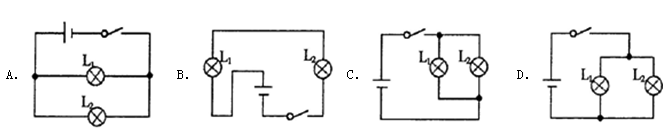 A. L₁ L₂ B. L₁ L₂ C. L₁ L₂ D. L₁ L₂